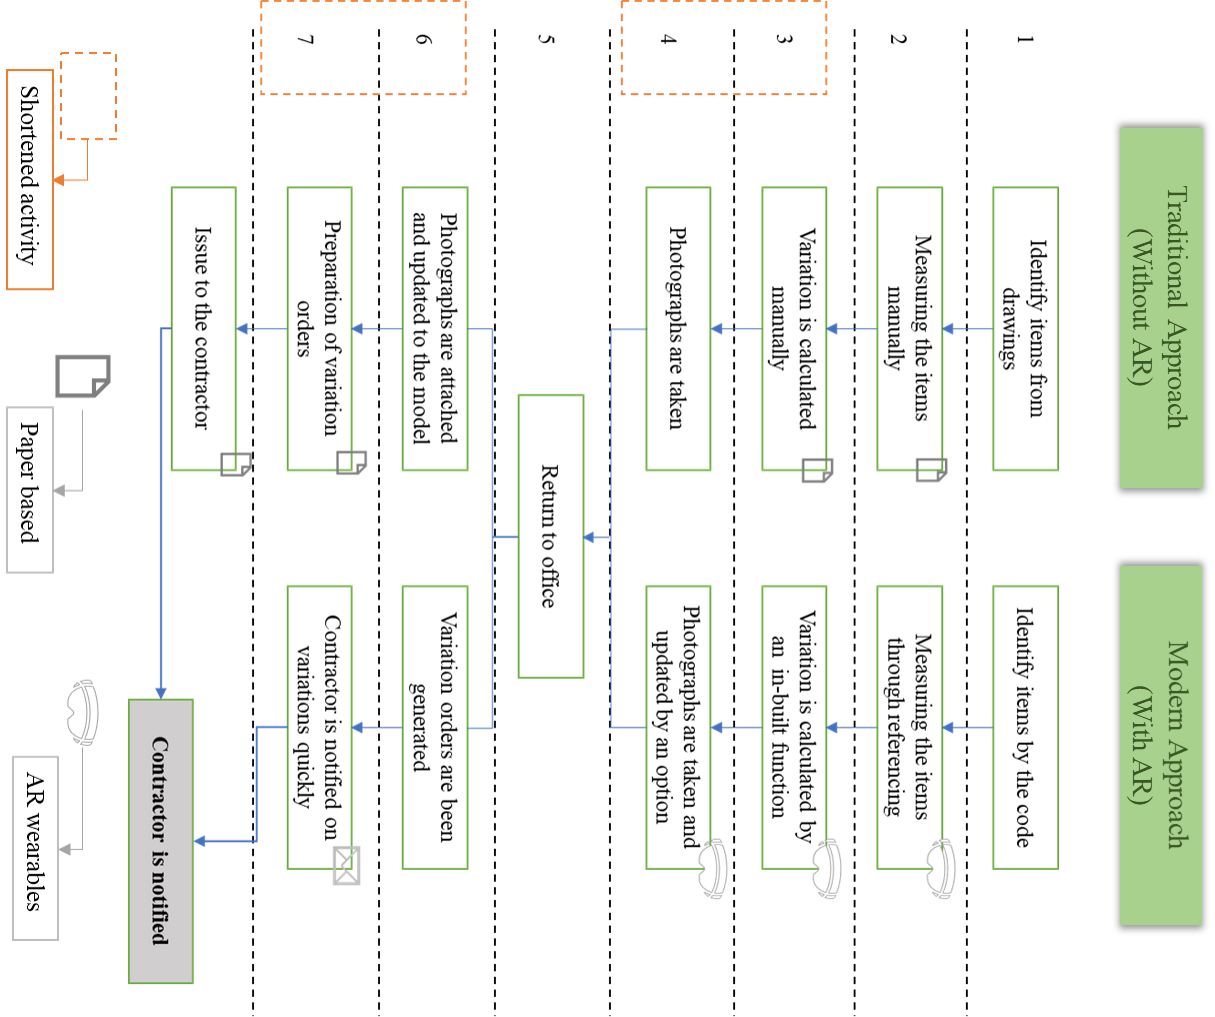 Traditional Approach
(Without AR)
Modern Approach
(With AR)
1
Identify items from
drawings
Identify items by the code
2
Measuring the items
manually
Measuring the items
through referencing
3
Variation is calculated
manually
Variation is calculated by
an in-built function
4
Photographs are taken
Photographs are taken and
updated by an option
5
Return to office
6
Photographs are attached
and updated to the model
Variation orders are been
generated
7
Preparation of variation
orders
Contractor is notified on
variations quickly
Issue to the contractor
Contractor is notified
Shortened activity
Paper based
AR wearables